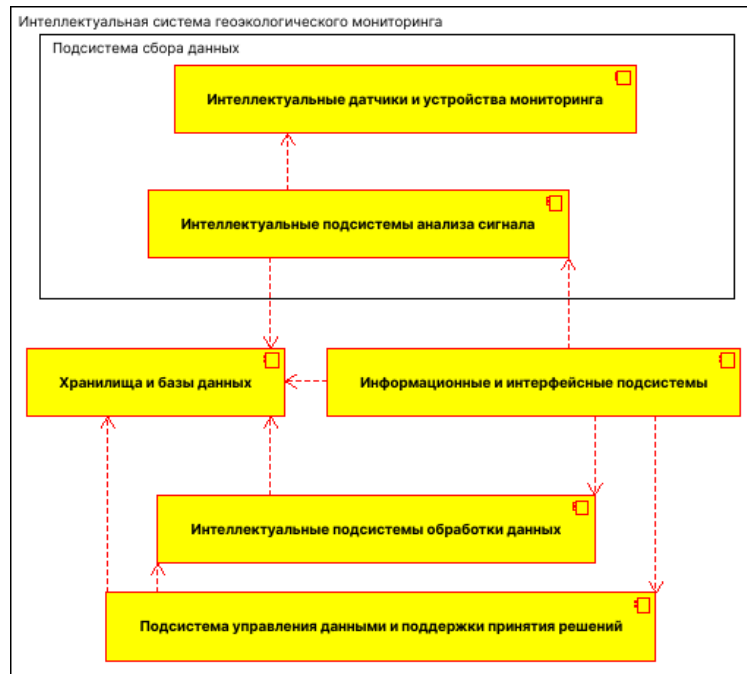 Интеллектуальная система геоэкологического мониторинга
Подсистема сбора данных
Интеллектуальные датчики и устройства мониторинга
Интеллектуальные подсистемы анализа сигнала
Хранилища и базы данных
Информационные и интерфейсные подсистемы
Интеллектуальные подсистемы обработки данных
Подсистема управления данными и поддержки принятия решений